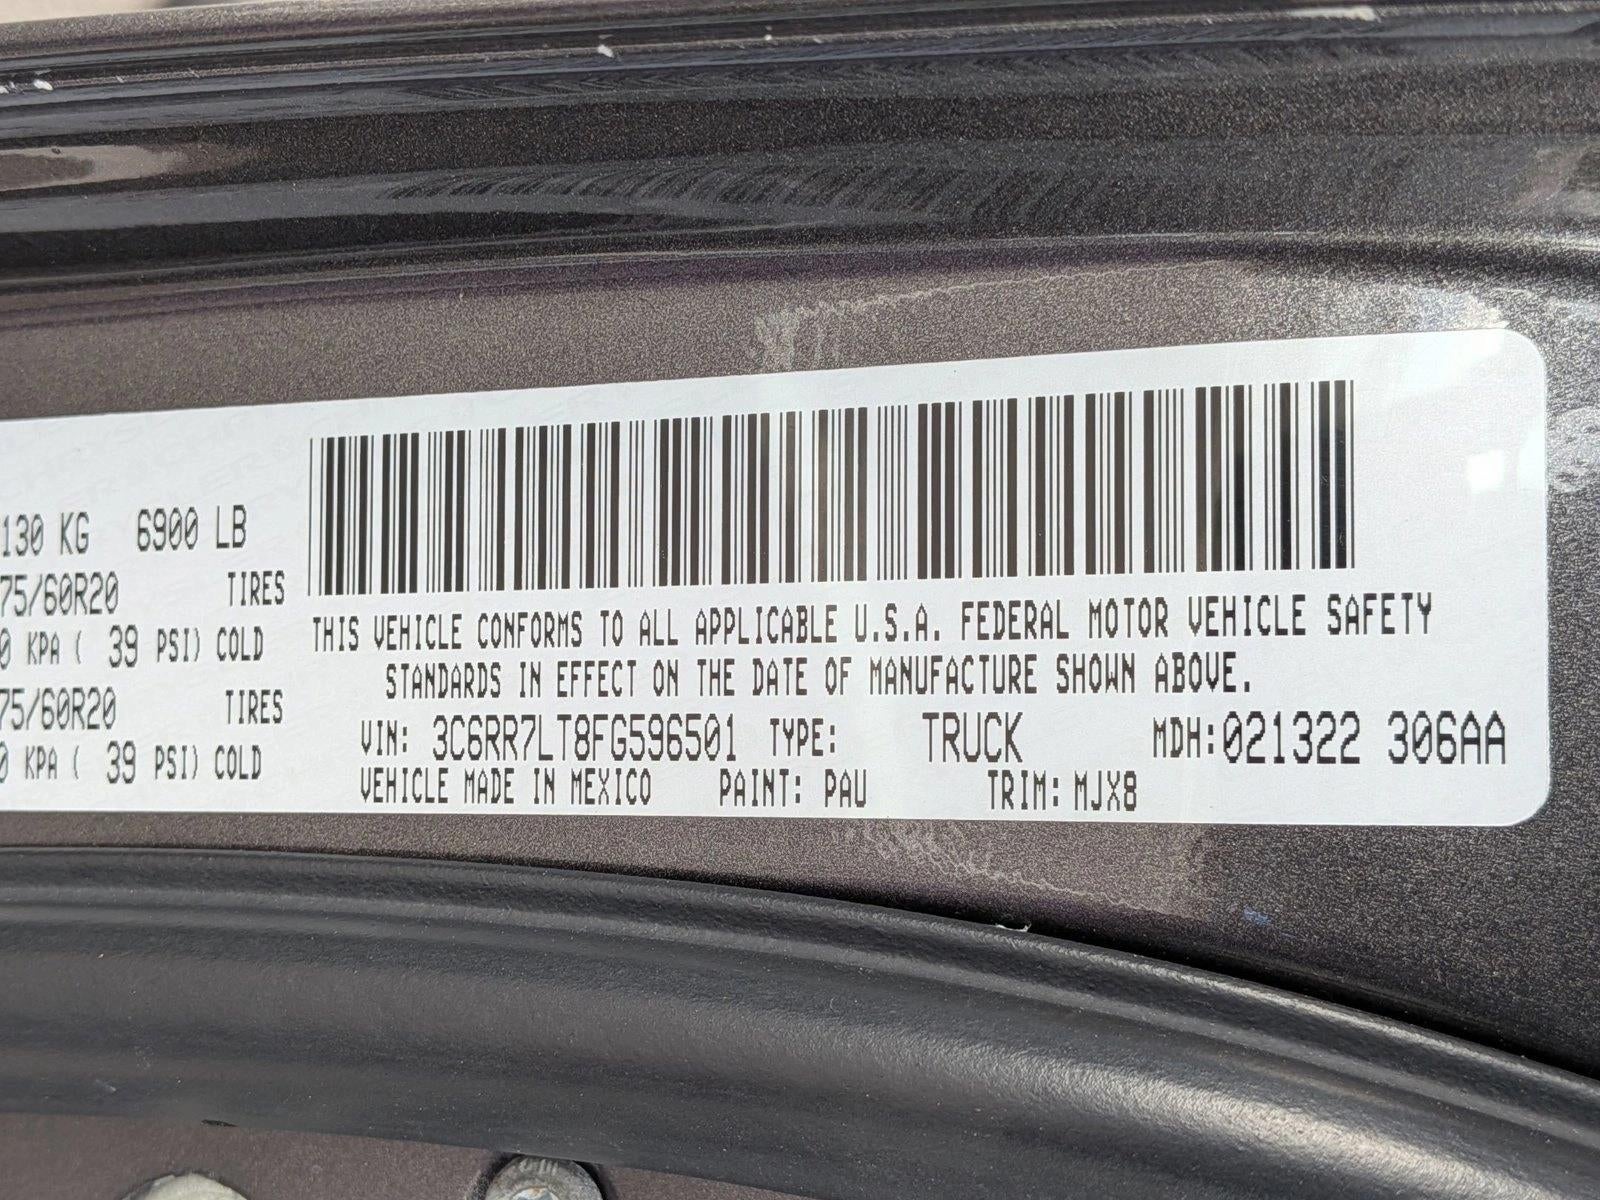 130 KG 6900 LB
75/60R20 TIRES
0 KPA ( 39 PSI) COLD
75/60R20 TIRES
0 KPA ( 39 PSI) COLD
THIS VEHICLE CONFORMS TO ALL APPLICABLE U.S.A. FEDERAL MOTOR VEHICLE SAFETY
STANDARDS IN EFFECT ON THE DATE OF MANUFACTURE SHOWN ABOVE.
VIN: 3C6RR7LT8FG596501 TYPE: TRUCK MDH:021322 306AA
VEHICLE MADE IN MEXICO PAINT: PAU TRIM: MJX8